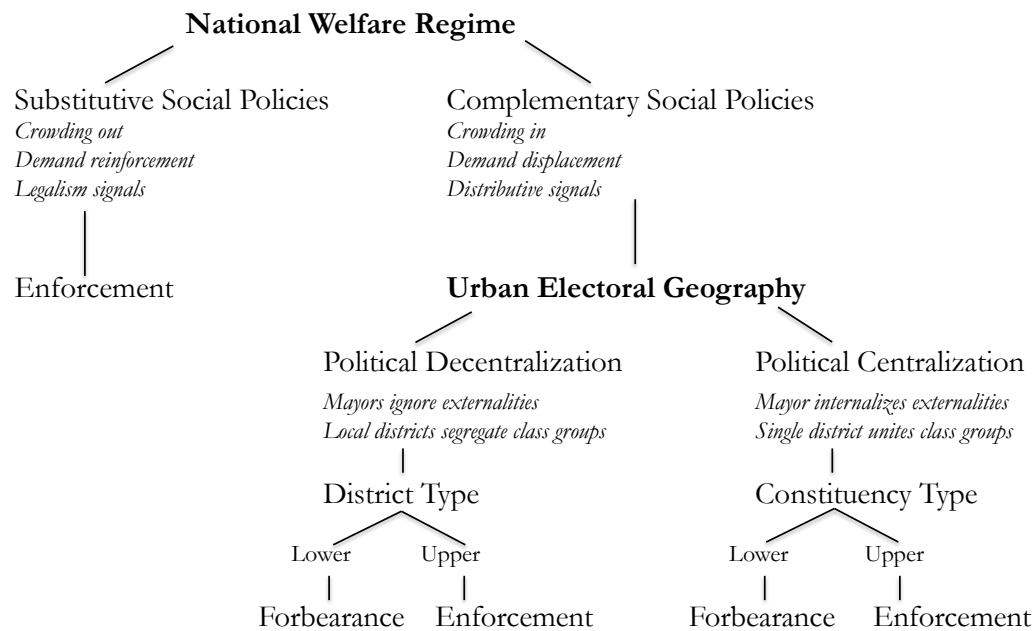 National Welfare Regime
Substitutive Social Policies
Crowding out
Demand reinforcement
Legalism signals
Complementary Social Policies
Crowding in
Demand displacement
Distributive signals
Enforcement
Urban Electoral Geography
Political Decentralization
Mayors ignore externalities
Local districts segregate class groups
Political Centralization
Mayor internalizes externalities
Single district unites class groups
District Type
Constituency Type
Lower
Upper
Lower
Upper
Forbearance
Enforcement
Forbearance
Enforcement